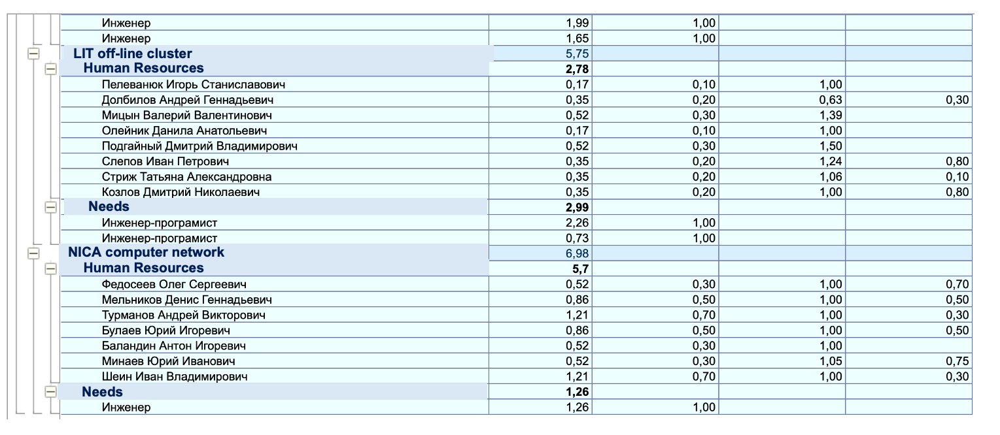 Инженер 1,99 1,00
Инженер 1,65 1,00
LIT off-line cluster 5,75
Human Resources 2,78
Пелеванюк Игорь Станиславович 0,17 0,10 1,00
Долбилов Андрей Геннадьевич 0,35 0,20 0,63 0,30
Мицын Валерий Валентинович 0,52 0,30 1,39
Олейник Данила Анатольевич 0,17 0,10 1,00
Подгайный Дмитрий Владимирович 0,52 0,30 1,50
Слепов Иван Петрович 0,35 0,20 1,24 0,80
Стриж Татьяна Александровна 0,35 0,20 1,06 0,10
Козлов Дмитрий Николаевич 0,35 0,20 1,00 0,80
Needs 2,99
Инженер-програмист 2,26 1,00
Инженер-програмист 0,73 1,00
NICA computer network 6,98
Human Resources 5,7
Федосеев Олег Сергеевич 0,52 0,30 1,00 0,70
Мельников Денис Геннадьевич 0,86 0,50 1,00 0,50
Турманов Андрей Викторович 1,21 0,70 1,00 0,30
Булаев Юрий Игоревич 0,86 0,50 1,00 0,50
Баландин Антон Игоревич 0,52 0,30 1,00
Минаев Юрий Иванович 0,52 0,30 1,05 0,75
Шеин Иван Владимирович 1,21 0,70 1,00 0,30
Needs 1,26
Инженер 1,26 1,00